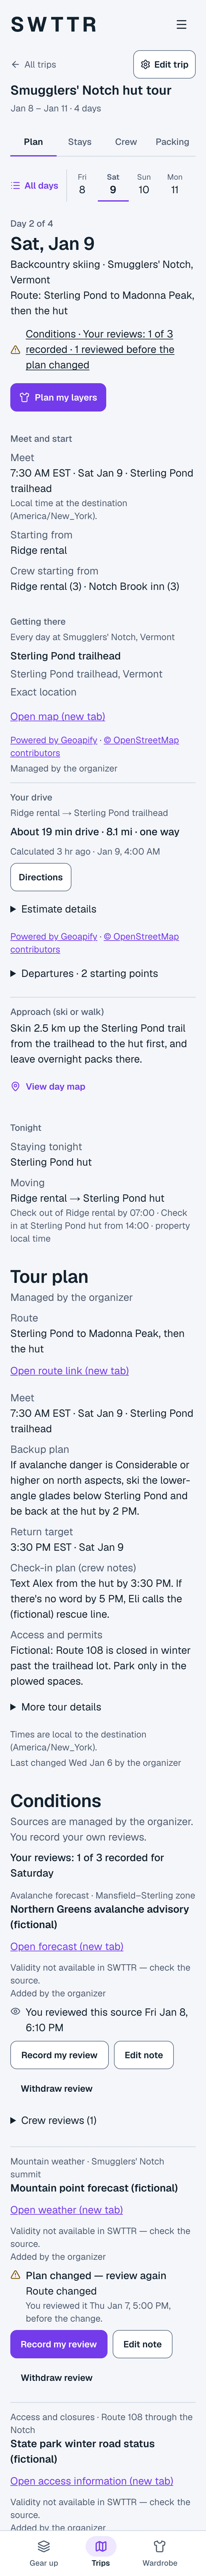 SWTTR
All trips
Edit trip
Smugglers' Notch hut tour
Jan 8 – Jan 11 · 4 days
Plan
Stays
Crew
Packing
All days
Fri
8
Sat
9
Sun
10
Mon
11
Day 2 of 4
Sat, Jan 9
Backcountry skiing · Smugglers' Notch,
Vermont
Route: Sterling Pond to Madonna Peak,
then the hut
Conditions · Your reviews: 1 of 3
recorded · 1 reviewed before the
plan changed
Plan my layers
Meet and start
Meet
7:30 AM EST · Sat Jan 9 · Sterling Pond
trailhead
Local time at the destination
(America/New_York).
Starting from
Ridge rental
Crew starting from
Ridge rental (3) · Notch Brook inn (3)
Getting there
Every day at Smugglers' Notch, Vermont
Sterling Pond trailhead
Sterling Pond trailhead, Vermont
Exact location
Open map (new tab)
Powered by Geoapify · © OpenStreetMap
contributors
Managed by the organizer
Your drive
Ridge rental → Sterling Pond trailhead
About 19 min drive · 8.1 mi · one way
Calculated 3 hr ago · Jan 9, 4:00 AM
Directions
Estimate details
Powered by Geoapify · © OpenStreetMap
contributors
Departures · 2 starting points
Approach (ski or walk)
Skin 2.5 km up the Sterling Pond trail
from the trailhead to the hut first, and
leave overnight packs there.
View day map
Tonight
Staying tonight
Sterling Pond hut
Moving
Ridge rental → Sterling Pond hut
Check out of Ridge rental by 07:00 · Check
in at Sterling Pond hut from 14:00 · property
local time
Tour plan
Managed by the organizer
Route
Sterling Pond to Madonna Peak, then
the hut
Open route link (new tab)
Meet
7:30 AM EST · Sat Jan 9 · Sterling Pond
trailhead
Backup plan
If avalanche danger is Considerable or
higher on north aspects, ski the lower-
angle glades below Sterling Pond and
be back at the hut by 2 PM.
Return target
3:30 PM EST · Sat Jan 9
Check-in plan (crew notes)
Text Alex from the hut by 3:30 PM. If
there's no word by 5 PM, Eli calls the
(fictional) rescue line.
Access and permits
Fictional: Route 108 is closed in winter
past the trailhead lot. Park only in the
plowed spaces.
More tour details
Times are local to the destination
(America/New_York).
Last changed Wed Jan 6 by the organizer
Conditions
Sources are managed by the organizer.
You record your own reviews.
Your reviews: 1 of 3 recorded for
Saturday
Avalanche forecast · Mansfield–Sterling zone
Northern Greens avalanche advisory
(fictional)
Open forecast (new tab)
Validity not available in SWTTR — check the
source.
Added by the organizer
You reviewed this source Fri Jan 8,
6:10 PM
Record my review
Edit note
Withdraw review
Crew reviews (1)
Mountain weather · Smugglers' Notch
summit
Mountain point forecast (fictional)
Open weather (new tab)
Validity not available in SWTTR — check the
source.
Added by the organizer
Plan changed — review again
Route changed
You reviewed it Thu Jan 7, 5:00 PM,
before the change.
Record my review
Edit note
Withdraw review
Access and closures · Route 108 through the
Notch
State park winter road status
(fictional)
Open access information (new tab)
Validity not available in SWTTR — check the
source.
Added by the organizer
Gear up
Trips
Wardrobe